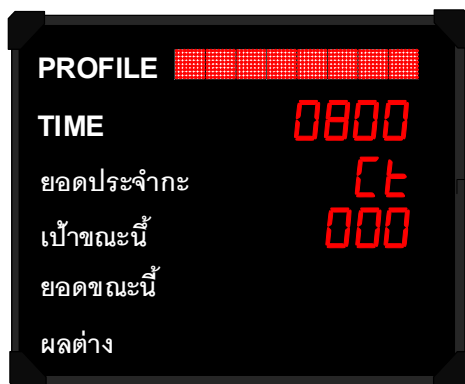 PROFILE
TIME 0800
ยอดประจำกะ Ct
เป้าขณะนี้ 000
ยอดขณะนี้
ผลต่าง